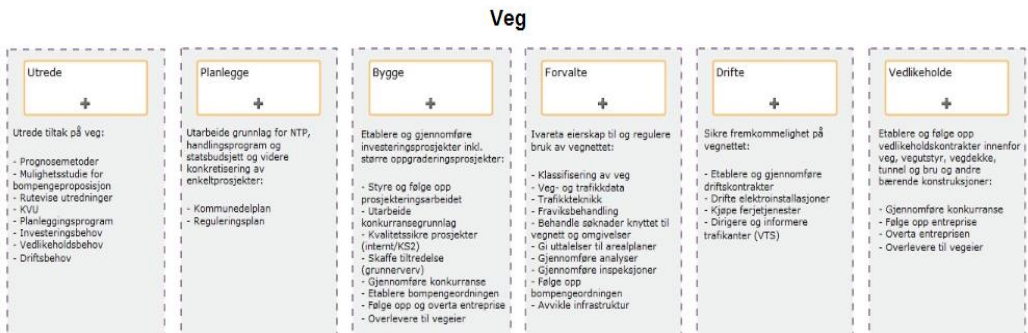 Veg
Utrede
Utrede tiltak på veg:
- Prognosemetoder
- Mulighetsstudie for
bompengeproposisjon
- Rutevise utredninger
- KVU
- Planleggingsprogram
- Investeringsbehov
- Vedlikeholdsbehov
- Driftsbehov
Planlegge
Utarbeide grunnlag for NTP,
handlingsprogram og
statsbudsjett og videre
konkretisering av
enkeltprosjekter:
- Kommunedelplan
- Reguleringsplan
Bygge
Etablere og gjennomføre
investeringsprosjekter inkl.
større oppgraderingsprosjekter:
- Styre og følge opp
prosjekteringsarbeidet
- Utarbeide
konkurransegrunnlag
- Kvalitetssikre prosjekter
(internt/KS2)
- Skaffe tiltredelse
(grunnerverv)
- Gjennomføre konkurranse
- Etablere bompengeordningen
- Følge opp og overta entreprise
- Overlevere til vegeier
Forvalte
Ivareta eierskap til og regulere
bruk av vegnettet:
- Klassifisering av veg
- Veg- og trafikkdata
- Trafikkteknikk
- Fraviksbehandling
- Behandle søknader knyttet til
vegnett og omgivelser
- Gi uttalelser til arealplaner
- Gjennomføre analyser
- Gjennomføre inspeksjoner
- Følge opp
bompengeordningen
- Avvikle infrastruktur
Drifte
Sikre fremkommelighet på
vegnettet:
- Etablere og gjennomføre
driftskontrakter
- Drifte elektroinstallasjoner
- Kjøpe ferjetjenester
- Dirigere og informere
trafikanter (VTS)
Vedlikeholde
Etablere og følge opp
vedlikeholdskontrakter innenfor
veg, vegutstyr, vegdekke,
tunnel og bru og andre
bærende konstruksjoner:
- Gjennomføre konkurranse
- Følge opp entreprise
- Overta entreprisen
- Overlevere til vegeier